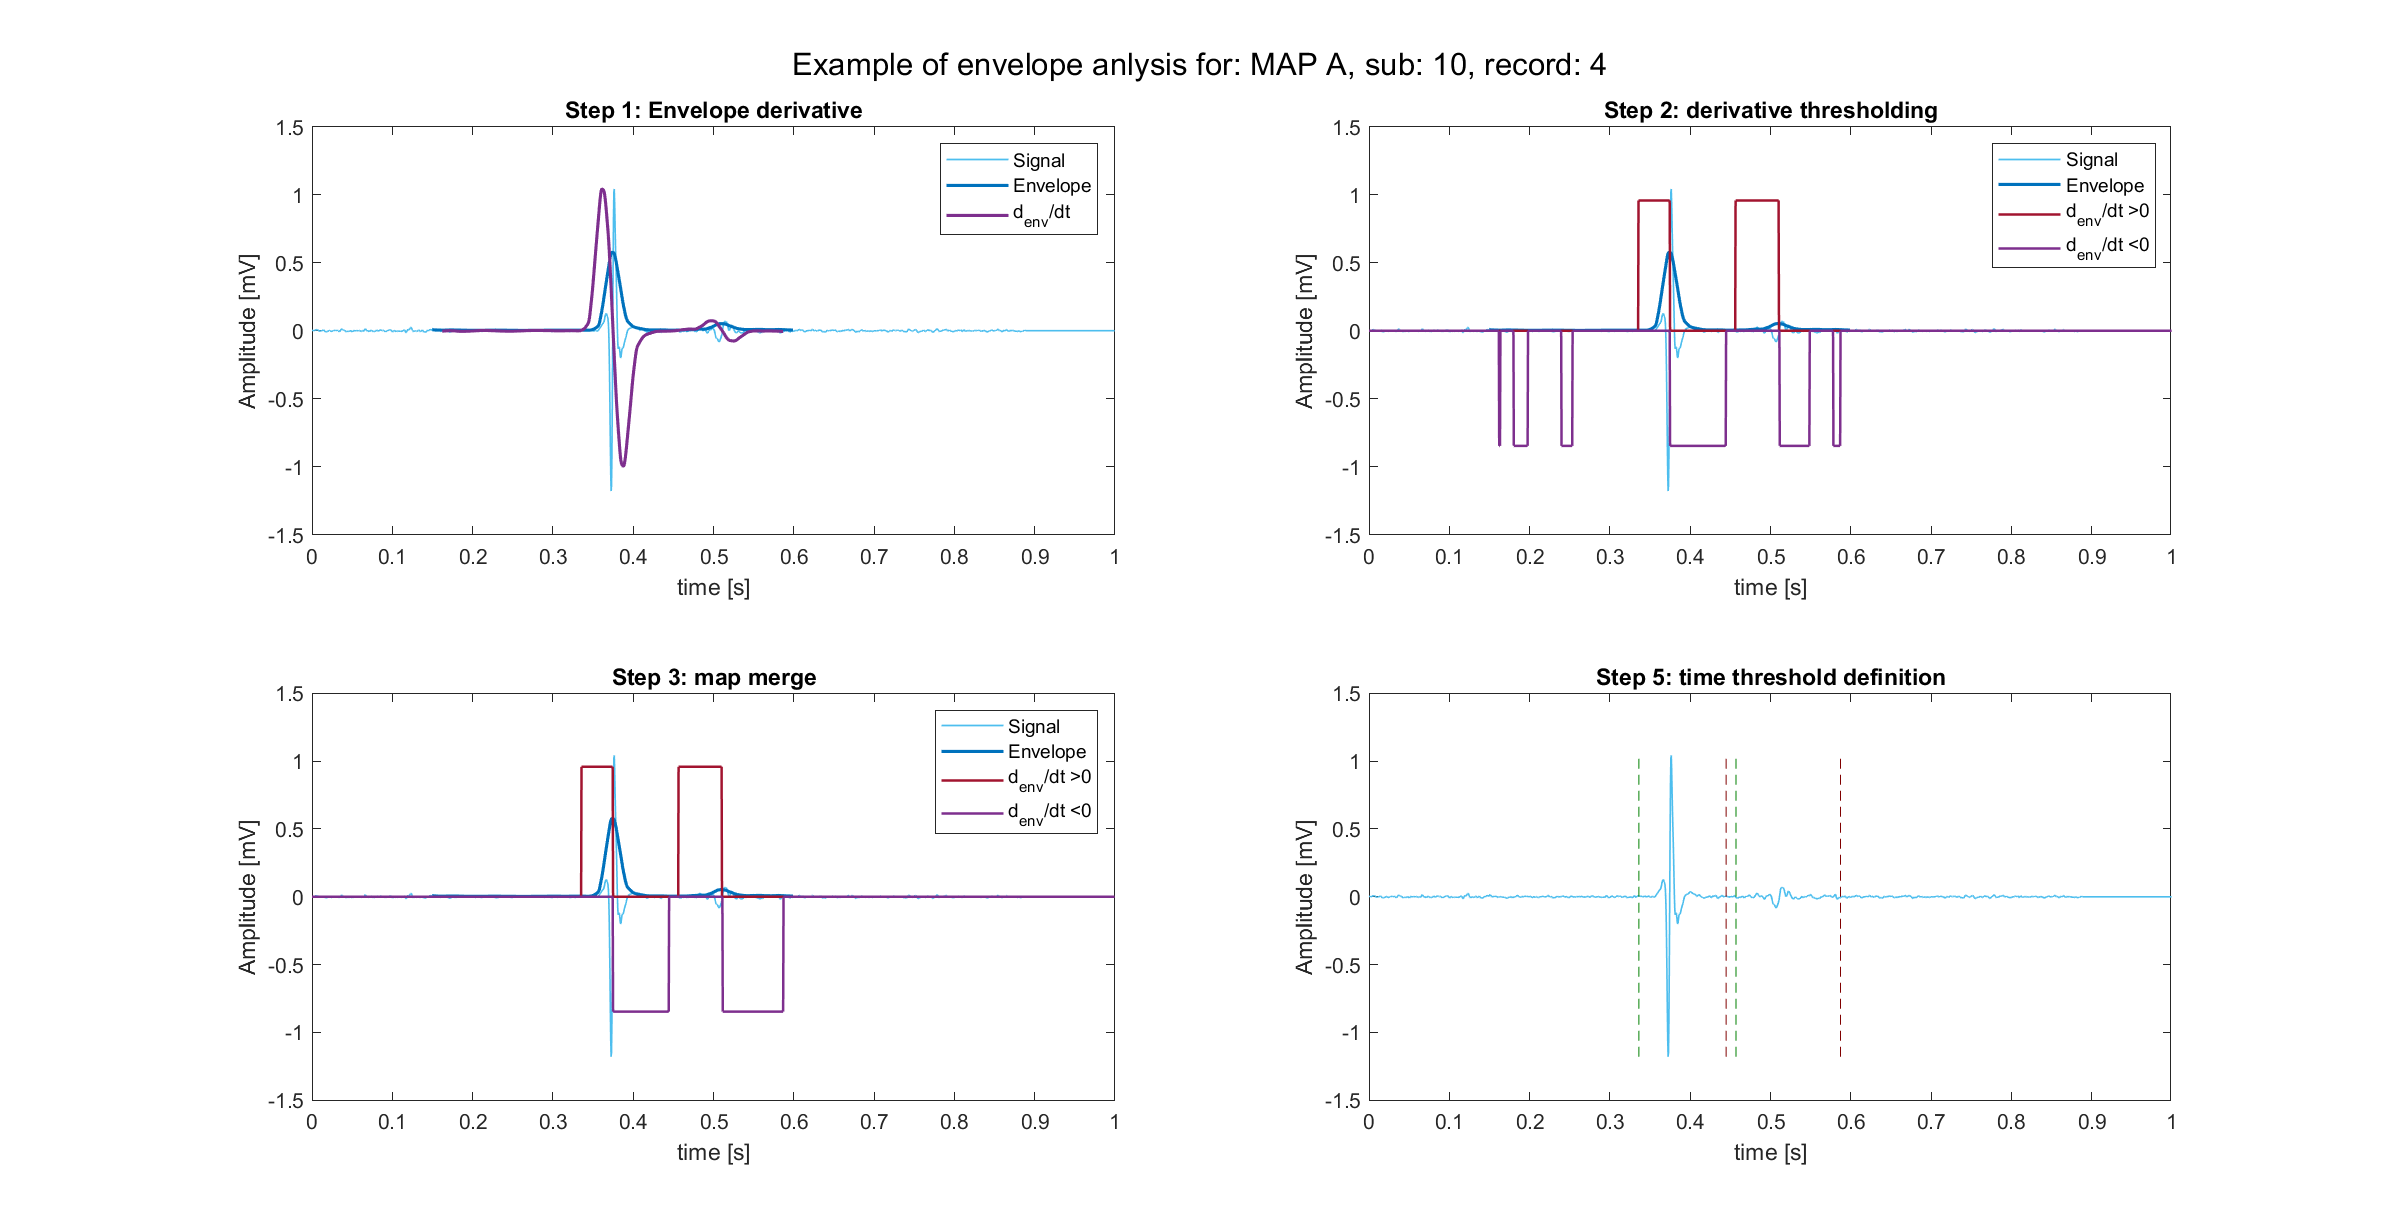 Example of envelope anlysis for: MAP A, sub: 10, record: 4
Step 1: Envelope derivative
1.5
1
0.5
0
-0.5
-1
-1.5
Amplitude [mV]
0 0.1 0.2 0.3 0.4 0.5 0.6 0.7 0.8 0.9 1
time [s]
Signal
Envelope
d_env/dt
Step 2: derivative thresholding
1.5
1
0.5
0
-0.5
-1
-1.5
Amplitude [mV]
0 0.1 0.2 0.3 0.4 0.5 0.6 0.7 0.8 0.9 1
time [s]
Signal
Envelope
d_env/dt >0
d_env/dt <0
Step 3: map merge
1.5
1
0.5
0
-0.5
-1
-1.5
Amplitude [mV]
0 0.1 0.2 0.3 0.4 0.5 0.6 0.7 0.8 0.9 1
time [s]
Signal
Envelope
d_env/dt >0
d_env/dt <0
Step 5: time threshold definition
1.5
1
0.5
0
-0.5
-1
-1.5
Amplitude [mV]
0 0.1 0.2 0.3 0.4 0.5 0.6 0.7 0.8 0.9 1
time [s]